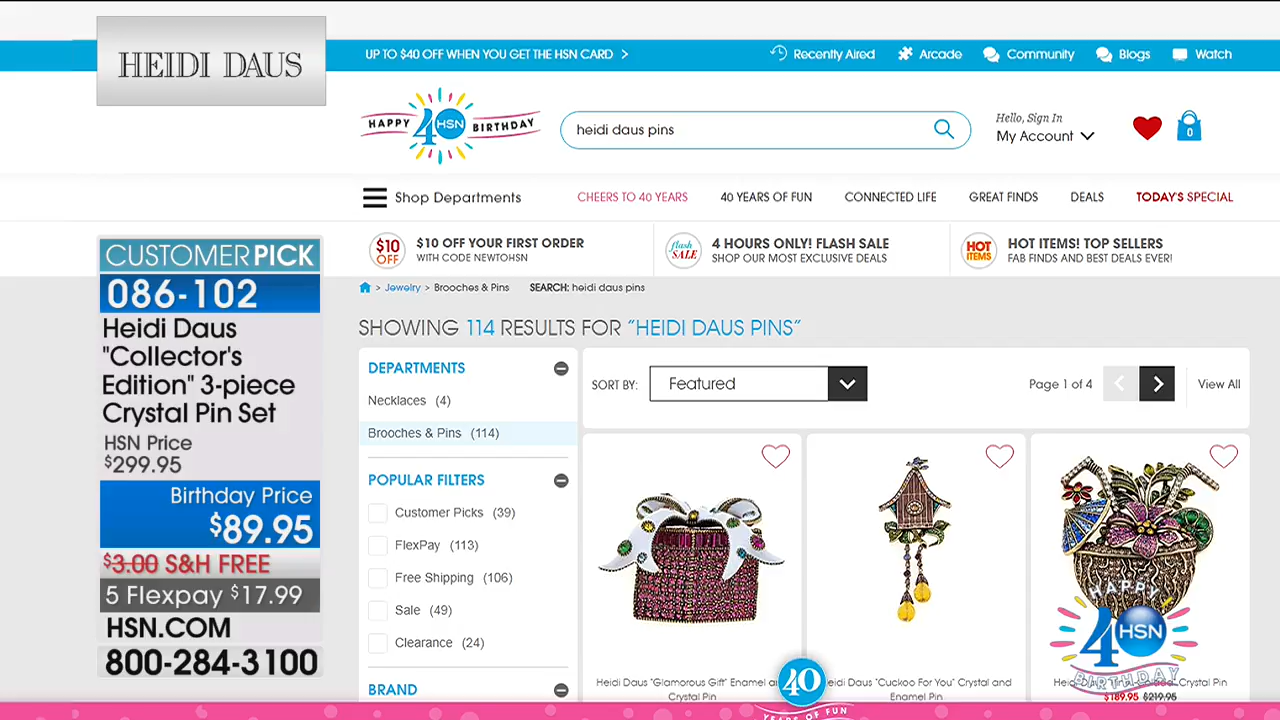 HEIDI DAUS
UP TO $40 OFF WHEN YOU GET THE HSN CARD >
Recently Aired
Arcade
Community
Blogs
Watch
HAPPY 40 HSN BIRTHDAY
heidi daus pins
Hello, Sign In
My Account
0
Shop Departments
CHEERS TO 40 YEARS
40 YEARS OF FUN
CONNECTED LIFE
GREAT FINDS
DEALS
TODAY'S SPECIAL
$10 OFF
$10 OFF YOUR FIRST ORDER
WITH CODE NEWTOHSN
flash SALE
4 HOURS ONLY! FLASH SALE
SHOP OUR MOST EXCLUSIVE DEALS
HOT ITEMS
HOT ITEMS! TOP SELLERS
FAB FINDS AND BEST DEALS EVER!
> Jewelry > Brooches & Pins SEARCH: heidi daus pins
SHOWING 114 RESULTS FOR "HEIDI DAUS PINS"
CUSTOMER PICK
086-102
Heidi Daus
"Collector's
Edition" 3-piece
Crystal Pin Set
HSN Price
$299.95
Birthday Price
$89.95
$3.00 S&H FREE
5 Flexpay $17.99
HSN.COM
800-284-3100
DEPARTMENTS
Necklaces (4)
Brooches & Pins (114)
POPULAR FILTERS
Customer Picks (39)
FlexPay (113)
Free Shipping (106)
Sale (49)
Clearance (24)
BRAND
SORT BY: Featured
Page 1 of 4
View All
Heidi Daus "Glamorous Gift" Enamel
Crystal Pin
Heidi Daus "Cuckoo For You" Crystal and
Enamel Pin
Crystal Pin
$189.95 $219.95
HAPPY
40 HSN
BIRTHDAY
40
YEARS OF FUN